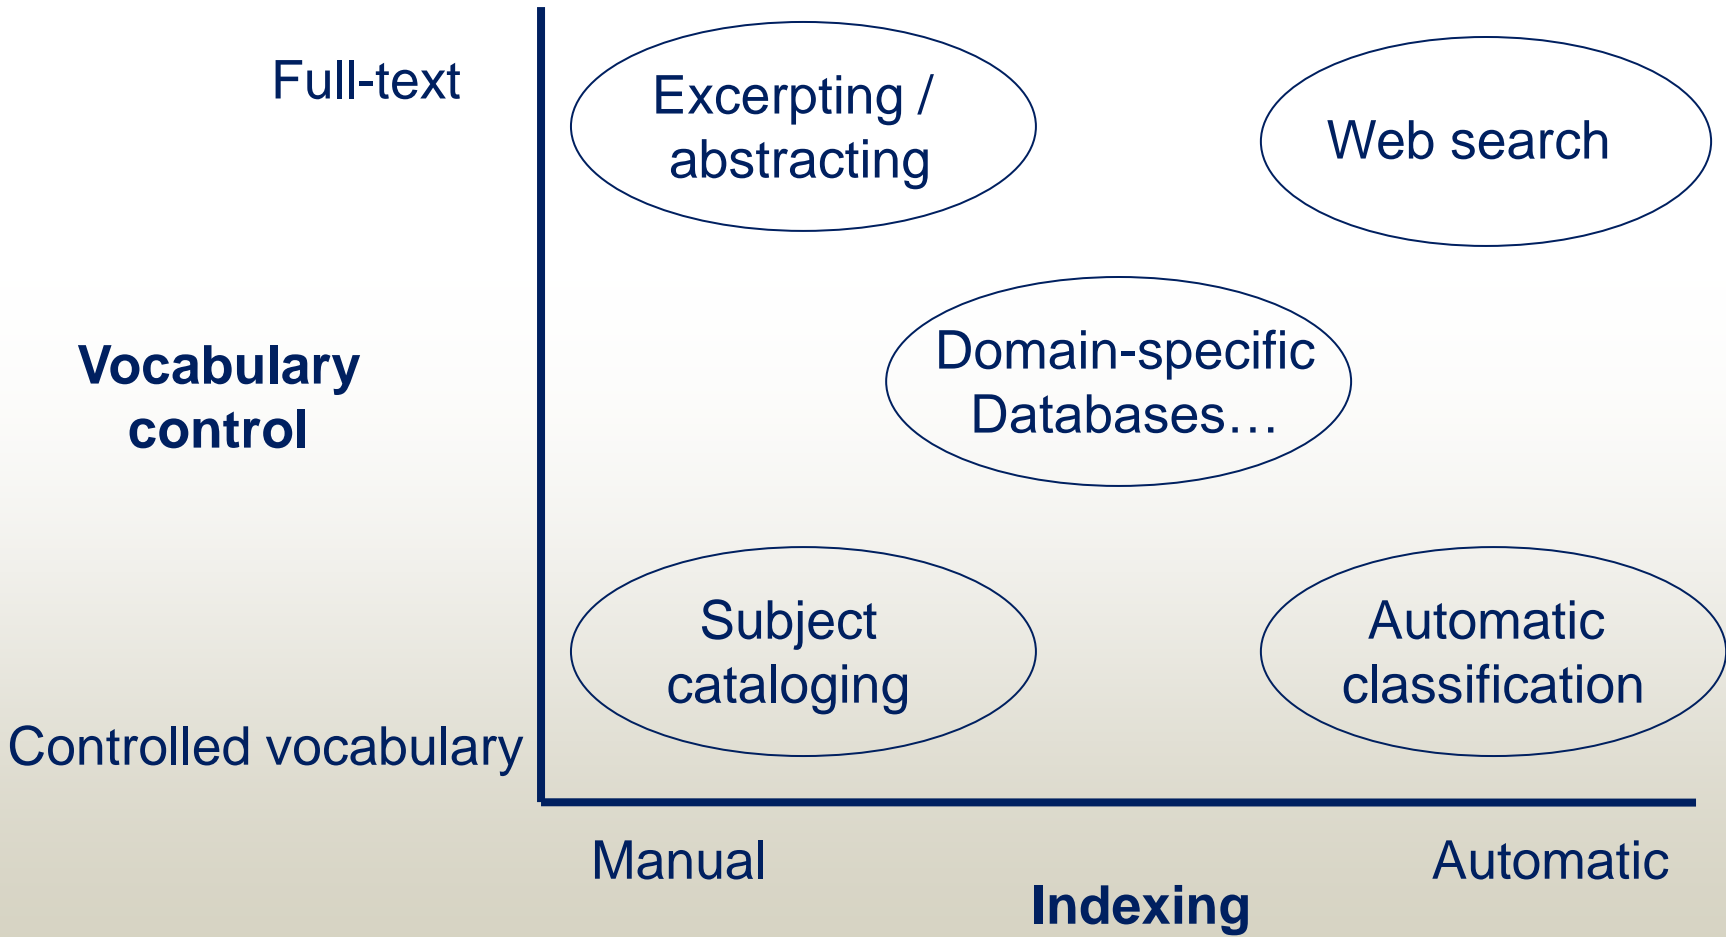 Full-text
Excerpting /
abstracting
Web search
Vocabulary
control
Domain-specific
Databases…
Subject
cataloging
Automatic
classification
Controlled vocabulary
Manual
Automatic
Indexing